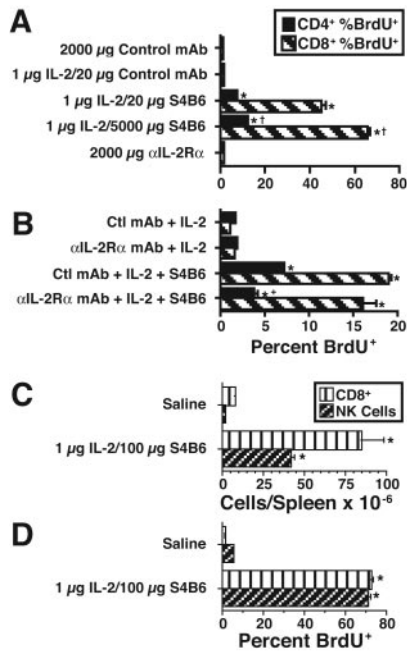 A
CD4+ %BrdU+
CD8+ %BrdU+
2000 µg Control mAb
1 µg IL-2/20 µg Control mAb
1 µg IL-2/20 µg S4B6
*
*
1 µg IL-2/5000 µg S4B6
*†
*†
2000 µg αIL-2Rα
0 20 40 60 80
B
Ctl mAb + IL-2
αIL-2Rα mAb + IL-2
Ctl mAb + IL-2 + S4B6
*
*
αIL-2Rα mAb + IL-2 + S4B6
*+
*
0 5 10 15 20
Percent BrdU+
C
CD8+
NK Cells
Saline
1 µg IL-2/100 µg S4B6
*
*
0 25 50 75 100
Cells/Spleen x 10-6
D
Saline
1 µg IL-2/100 µg S4B6
*
*
0 20 40 60 80
Percent BrdU+